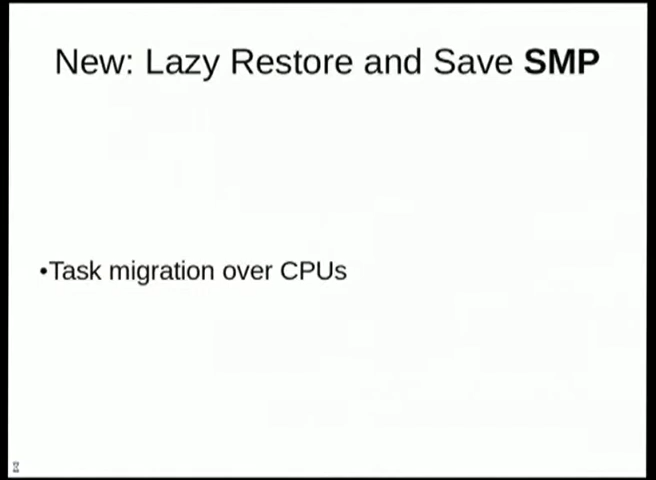 New: Lazy Restore and Save SMP
•Task migration over CPUs